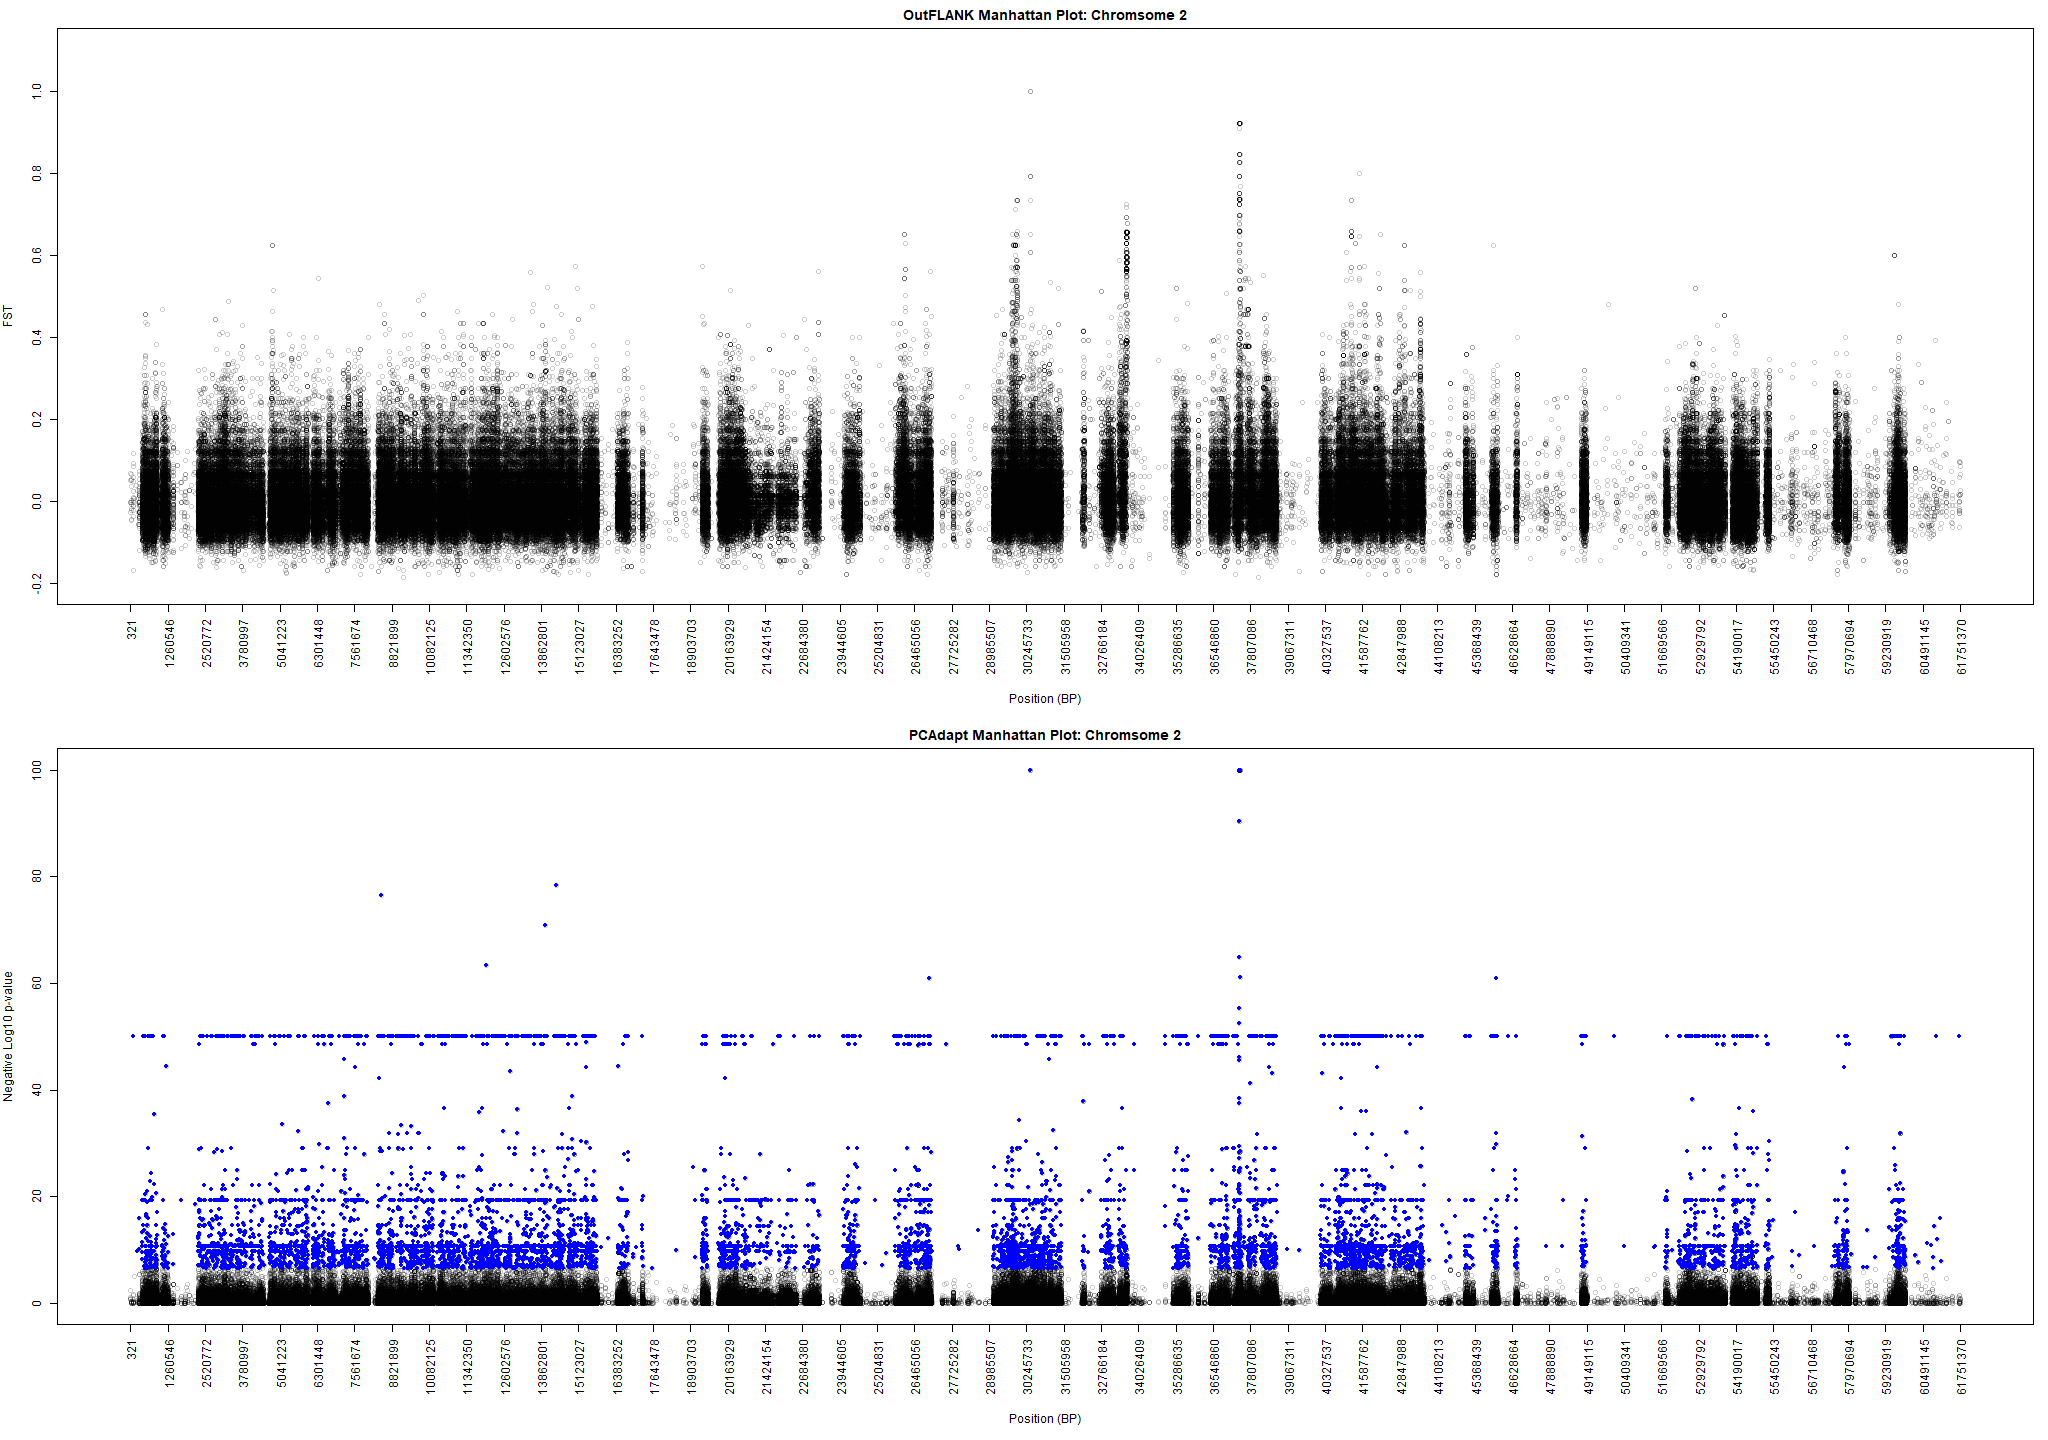 OutFLANK Manhattan Plot: Chromsome 2
1.0
0.8
0.6
0.4
0.2
0.0
-0.2
FST
321 1260546 2520772 3780997 5041223 6301448 7561674 8821899 10082125 11342350 12602576 13862801 15123027 16383252 17643478 18903703 20163929 21424154 22684380 23944605 25204831 26465056 27725282 28985507 30245733 31505958 32766184 34026409 35286635 36546860 37807086 39067311 40327537 41587762 42847988 44108213 45368439 46628664 47888890 49149115 50409341 51669566 52929792 54190017 55450243 56710468 57970694 59230919 60491145 61751370
Position (BP)
PCAdapt Manhattan Plot: Chromsome 2
100
80
60
40
20
0
Negative Log10 p-value
321 1260546 2520772 3780997 5041223 6301448 7561674 8821899 10082125 11342350 12602576 13862801 15123027 16383252 17643478 18903703 20163929 21424154 22684380 23944605 25204831 26465056 27725282 28985507 30245733 31505958 32766184 34026409 35286635 36546860 37807086 39067311 40327537 41587762 42847988 44108213 45368439 46628664 47888890 49149115 50409341 51669566 52929792 54190017 55450243 56710468 57970694 59230919 60491145 61751370
Position (BP)